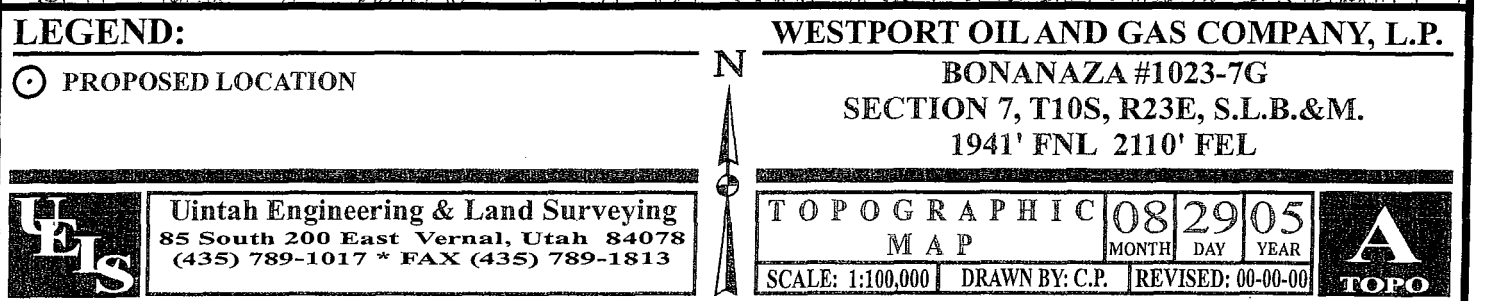 LEGEND:
PROPOSED LOCATION
N
WESTPORT OIL AND GAS COMPANY, L.P.
BONANAZA #1023-7G
SECTION 7, T10S, R23E, S.L.B.&M.
1941' FNL 2110' FEL
UELS
Uintah Engineering & Land Surveying
85 South 200 East Vernal, Utah 84078
(435) 789-1017 * FAX (435) 789-1813
TOPOGRAPHIC
MAP
08 29 05
MONTH DAY YEAR
SCALE: 1:100,000 DRAWN BY: C.P. REVISED: 00-00-00
A
TOPO